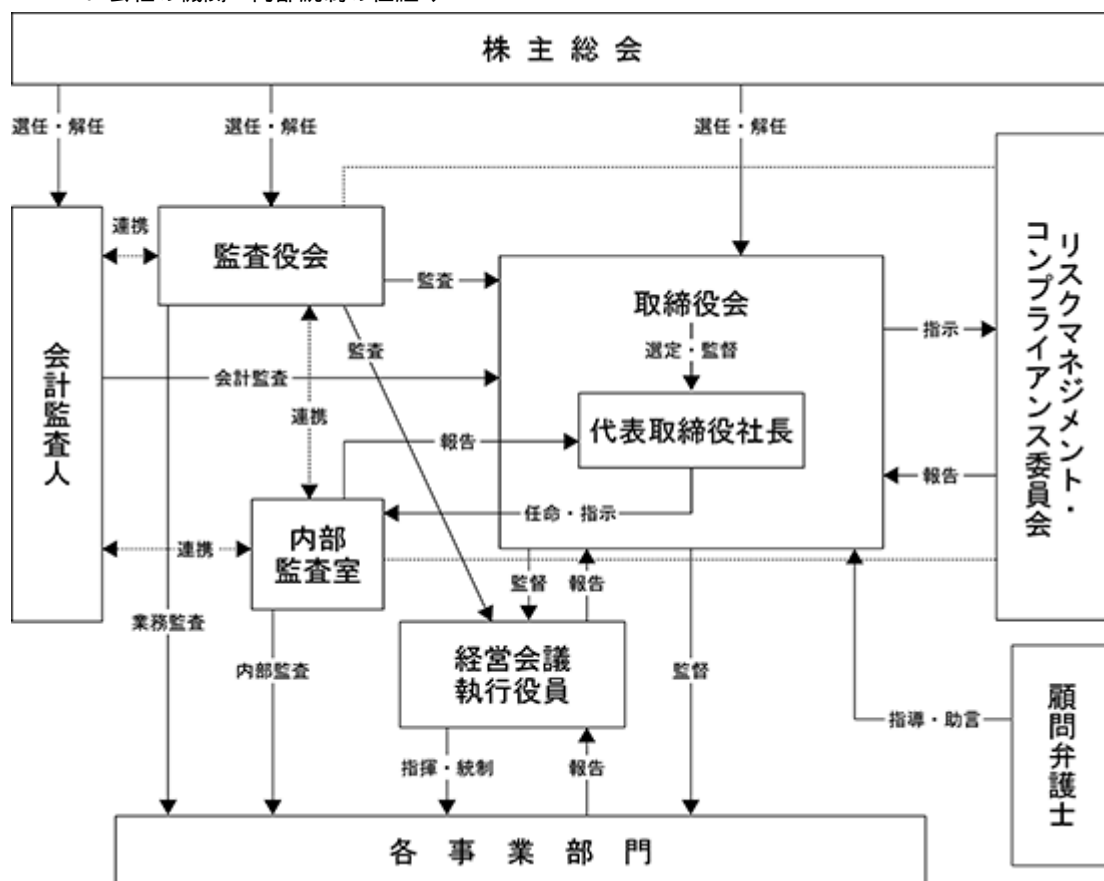 株主総会
選任・解任
選任・解任
選任・解任
連携
監査役会
監査
取締役会
選定・監督
代表取締役社長
指示
リスクマネジメント・
コンプライアンス委員会
監査
会計監査人
会計監査
連携
報告
報告
任命・指示
内部
監査室
連携
監督
報告
業務監査
内部監査
経営会議
執行役員
監督
指導・助言
顧問弁護士
指揮・統制
報告
各事業部門